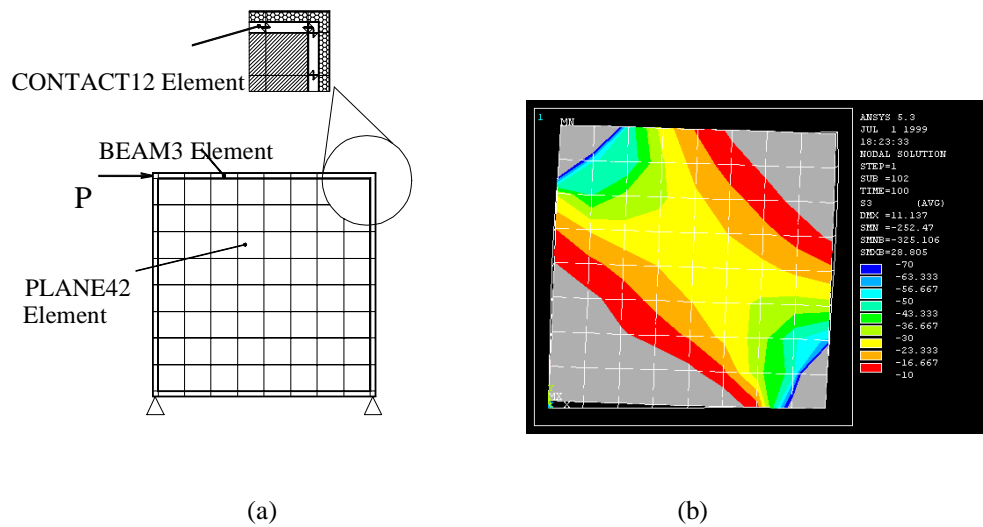 CONTACT12 Element
BEAM3 Element
P
PLANE42
Element
(a)
1
MN
X
ANSYS 5.3
JUL 1 1999
18:23:33
NODAL SOLUTION
STEP=1
SUB =102
TIME=100
S3 (AVG)
DMX =11.137
SMN =-252.47
SMNB=-325.106
SMXB=28.805
-70
-63.333
-56.667
-50
-43.333
-36.667
-30
-23.333
-16.667
-10
(b)